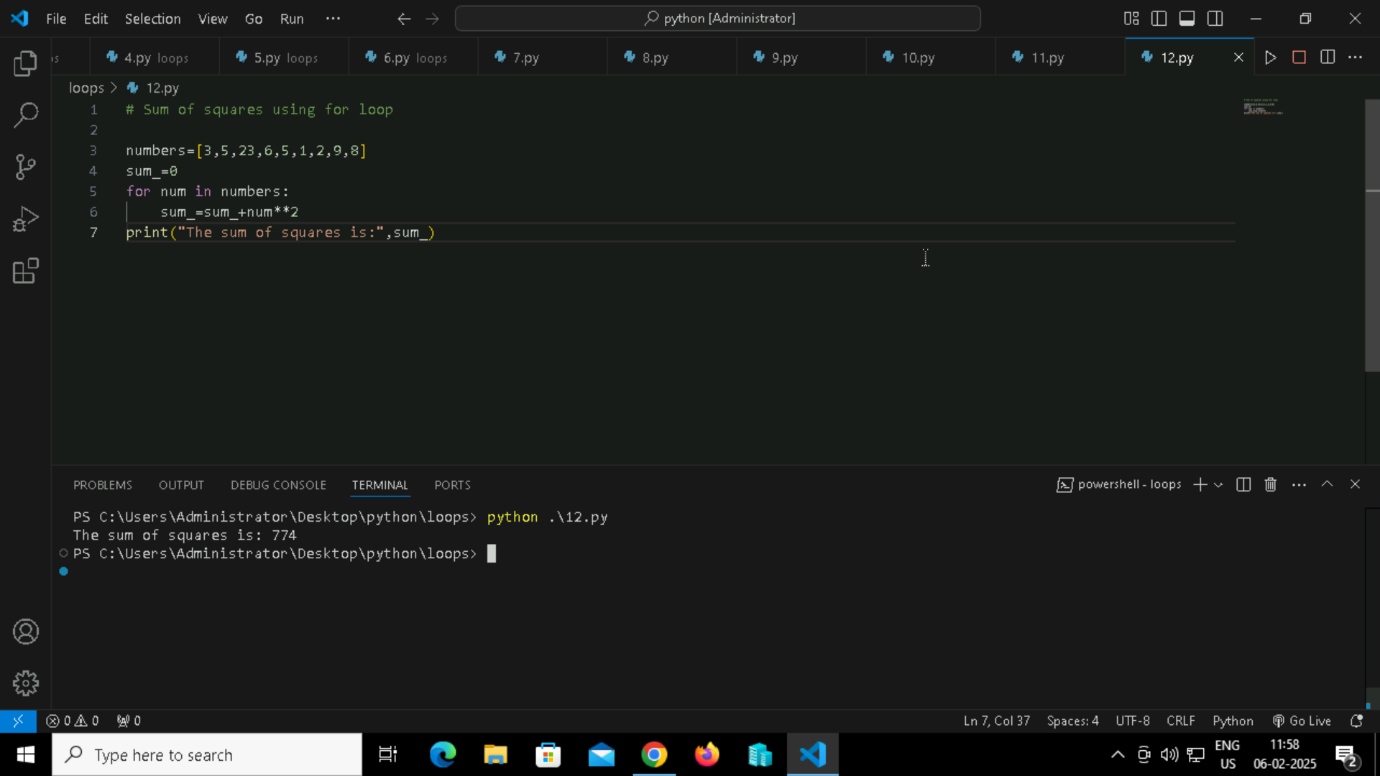 File Edit Selection View Go Run ··· python [Administrator]
4.py loops 5.py loops 6.py loops 7.py 8.py 9.py 10.py 11.py 12.py
loops > 12.py
1 # Sum of squares using for loop
2
3 numbers=[3,5,23,6,5,1,2,9,8]
4 sum_=0
5 for num in numbers:
6 sum_=sum_+num**2
7 print("The sum of squares is:",sum_)
PROBLEMS OUTPUT DEBUG CONSOLE TERMINAL PORTS powershell - loops
PS C:\Users\Administrator\Desktop\python\loops> python .\12.py
The sum of squares is: 774
PS C:\Users\Administrator\Desktop\python\loops>
0 0 0 Ln 7, Col 37 Spaces: 4 UTF-8 CRLF Python Go Live
Type here to search ENG US 11:58 06-02-2025 2